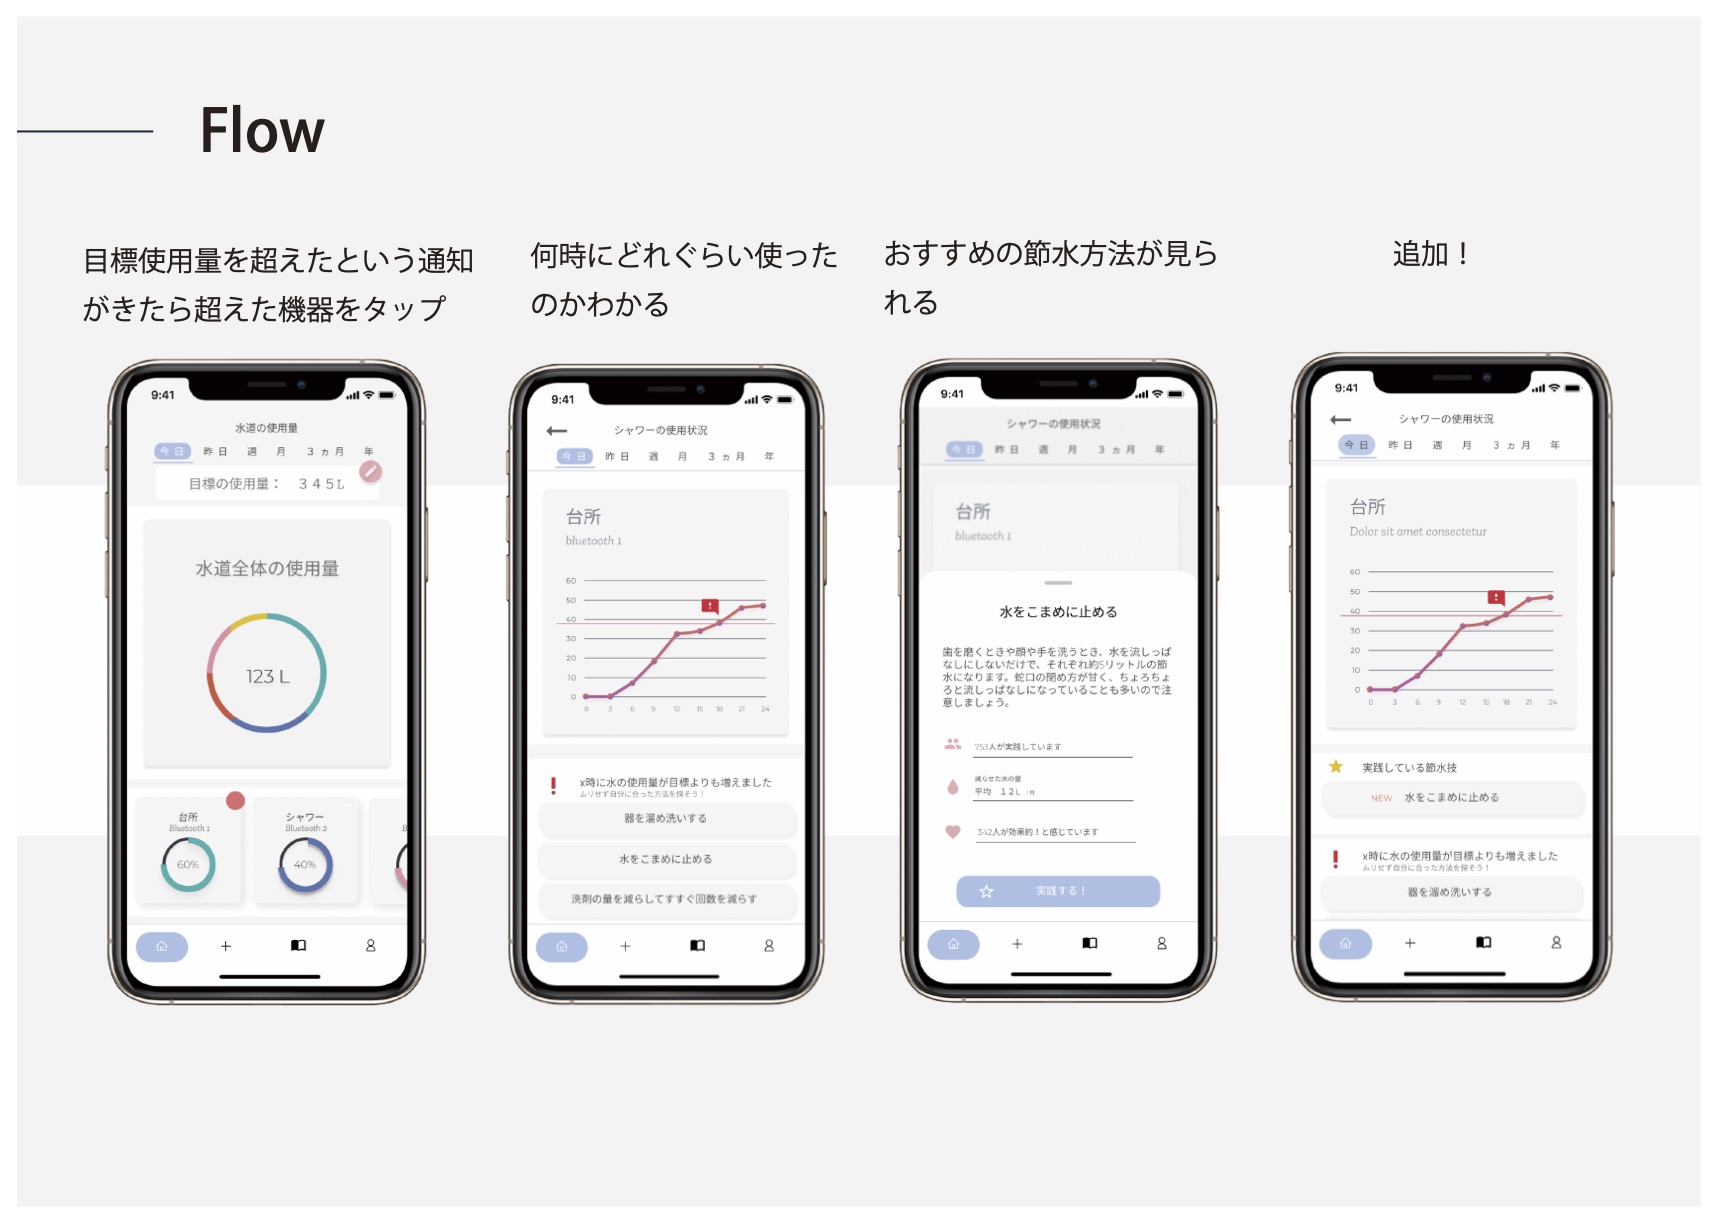 Flow
目標使用量を超えたという通知
がきたら超えた機器をタップ
何時にどれぐらい使った
のかわかる
おすすめの節水方法が見ら
れる
追加！
9:41
水道の使用量
今日 昨日 週 月 3ヵ月 年
目標の使用量： 345L
水道全体の使用量
123 L
台所
Bluetooth 1
60%
シャワー
Bluetooth 2
40%
B
9:41
シャワーの使用状況
今日 昨日 週 月 3ヵ月 年
台所
bluetooth 1
60
50
40
30
20
10
0
0 3 6 9 12 15 18 21 24
x時に水の使用量が目標よりも増えました
ムリせず自分に合った方法を探そう！
器を溜め洗いする
水をこまめに止める
洗剤の量を減らしてすすぐ回数を減らす
9:41
シャワーの使用状況
今日 昨日 週 月 3ヵ月 年
台所
bluetooth 1
水をこまめに止める
歯を磨くときや顔や手を洗うとき、水を流しっぱ
なしにしないだけで、それぞれ約5リットルの節
水になります。蛇口の閉め方が甘く、ちょろちょ
ろと流しっぱなしになっていることも多いので注
意しましょう。
753人が実践しています
減らせた水の量
平均 12L /月
342人が効果的！と感じています
実践する！
9:41
シャワーの使用状況
今日 昨日 週 月 3ヵ月 年
台所
Dolor sit amet consectetur
60
50
40
30
20
10
0
0 3 6 9 12 15 18 21 24
実践している節水技
NEW 水をこまめに止める
x時に水の使用量が目標よりも増えました
ムリせず自分に合った方法を探そう！
器を溜め洗いする